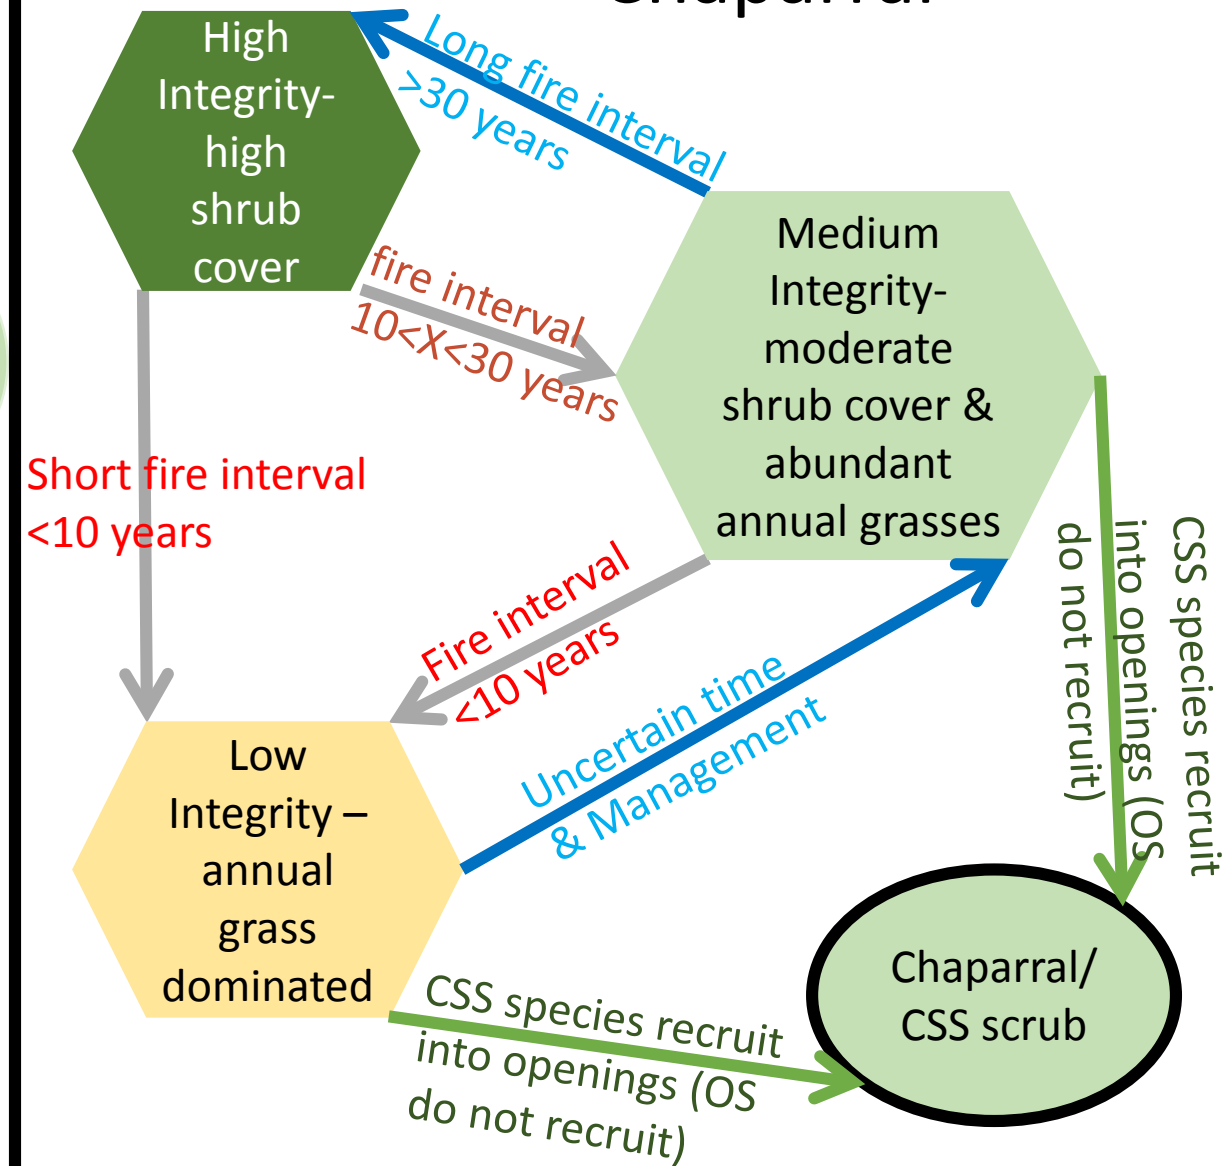 Chaparral
High
Integrity-
high
shrub
cover
Long fire interval
>30 years
fire interval
10<X<30 years
Medium
Integrity-
moderate
shrub cover &
abundant
annual grasses
Short fire interval
<10 years
Fire interval
<10 years
Uncertain time
& Management
CSS species recruit
into openings (OS
do not recruit)
Low
Integrity –
annual
grass
dominated
CSS species recruit
into openings (OS
do not recruit)
Chaparral/
CSS scrub